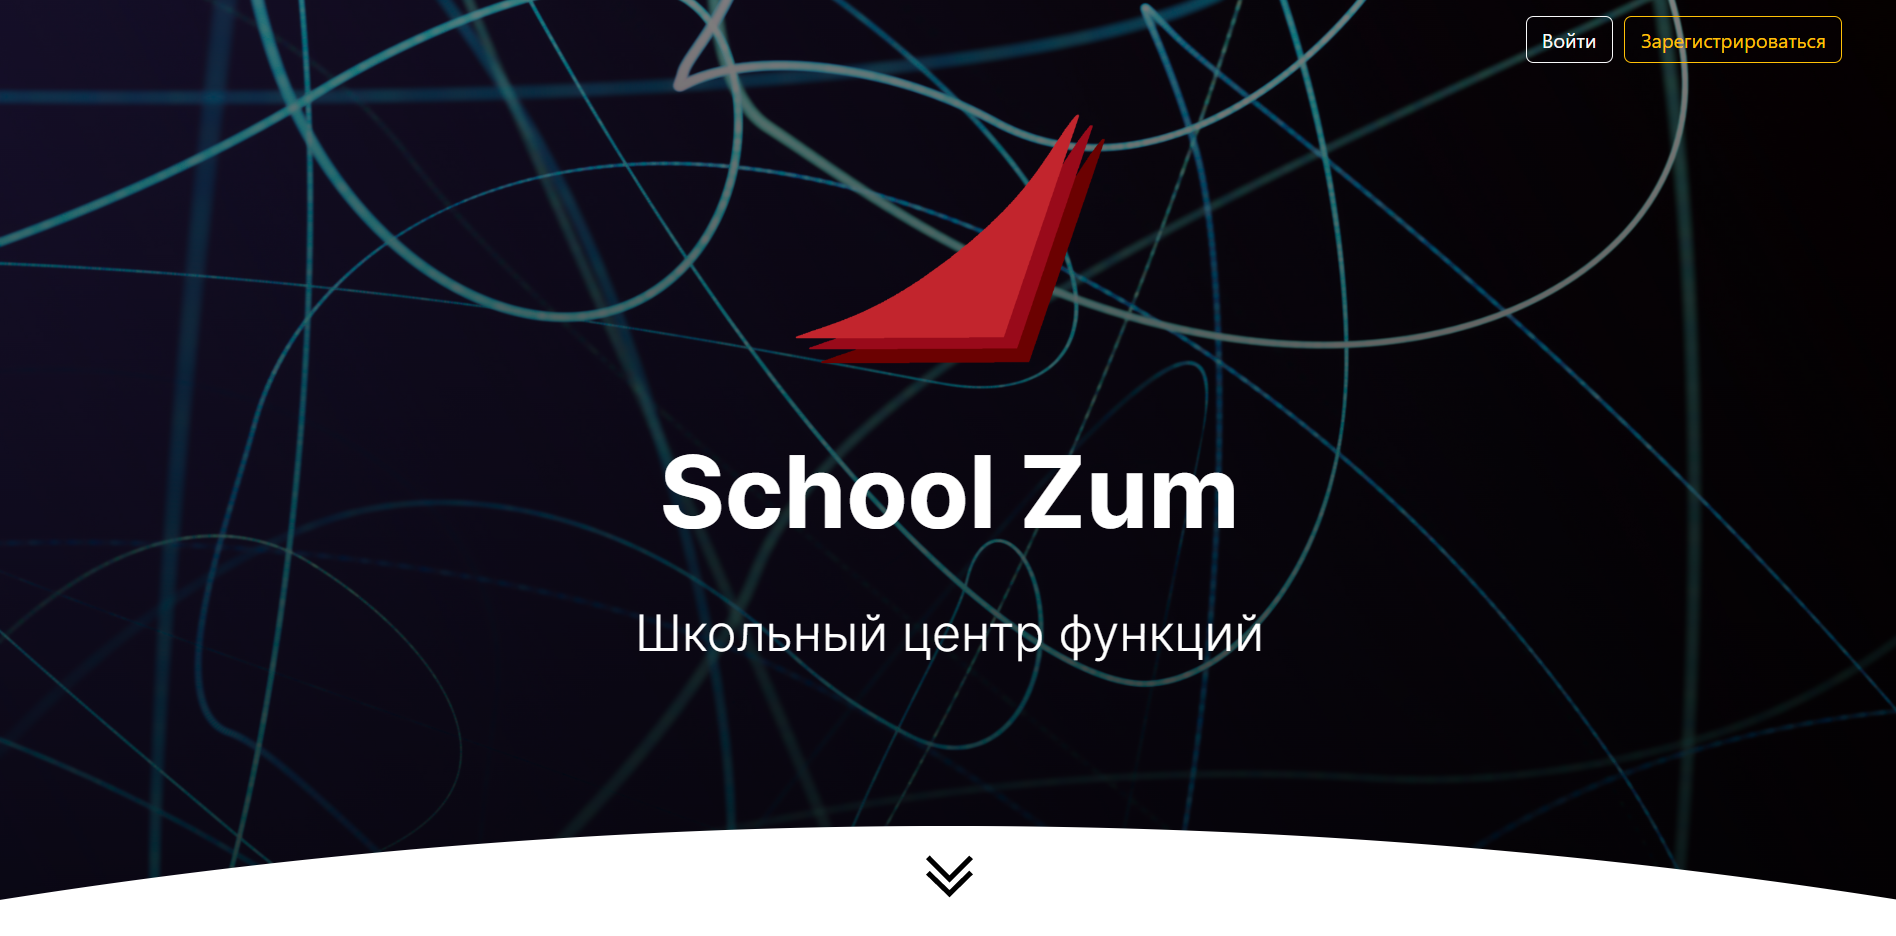 Войти
Зарегистрироваться
School Zum
Школьный центр функций